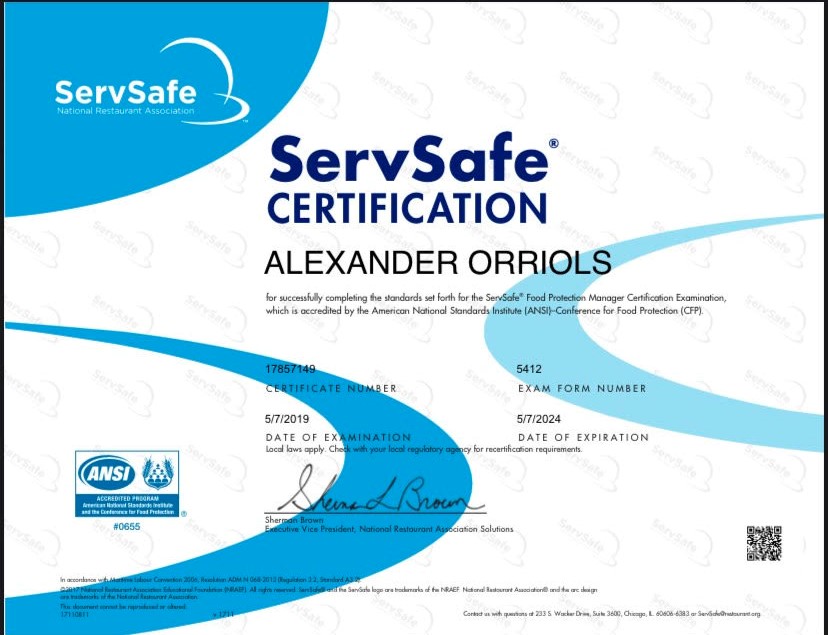 ServSafe
National Restaurant Association
™
ServSafe®
CERTIFICATION
ALEXANDER ORRIOLS
for successfully completing the standards set forth for the ServSafe® Food Protection Manager Certification Examination,
which is accredited by the American National Standards Institute (ANSI)–Conference for Food Protection (CFP).
17857149
CERTIFICATE NUMBER
5412
EXAM FORM NUMBER
5/7/2019
DATE OF EXAMINATION
5/7/2024
DATE OF EXPIRATION
Local laws apply. Check with your local regulatory agency for recertification requirements.
ANSI
ACCREDITED PROGRAM
American National Standards Institute
and the Conference for Food Protection
®
#0655
Sherman L Brown
Sherman Brown
Executive Vice President, National Restaurant Association Solutions
In accordance with Maritime Labour Convention 2006, Resolution ADM N 068-2013 (Regulation 3.2, Standard A3.2)
©2017 National Restaurant Association Educational Foundation (NRAEF). All rights reserved. ServSafe® and the ServSafe logo are trademarks of the NRAEF. National Restaurant Association® and the arc design
are trademarks of the National Restaurant Association.
This document cannot be reproduced or altered.
17110811
v.1711
Contact us with questions at 233 S. Wacker Drive, Suite 3600, Chicago, IL. 60606-6383 or ServSafe@restaurant.org.